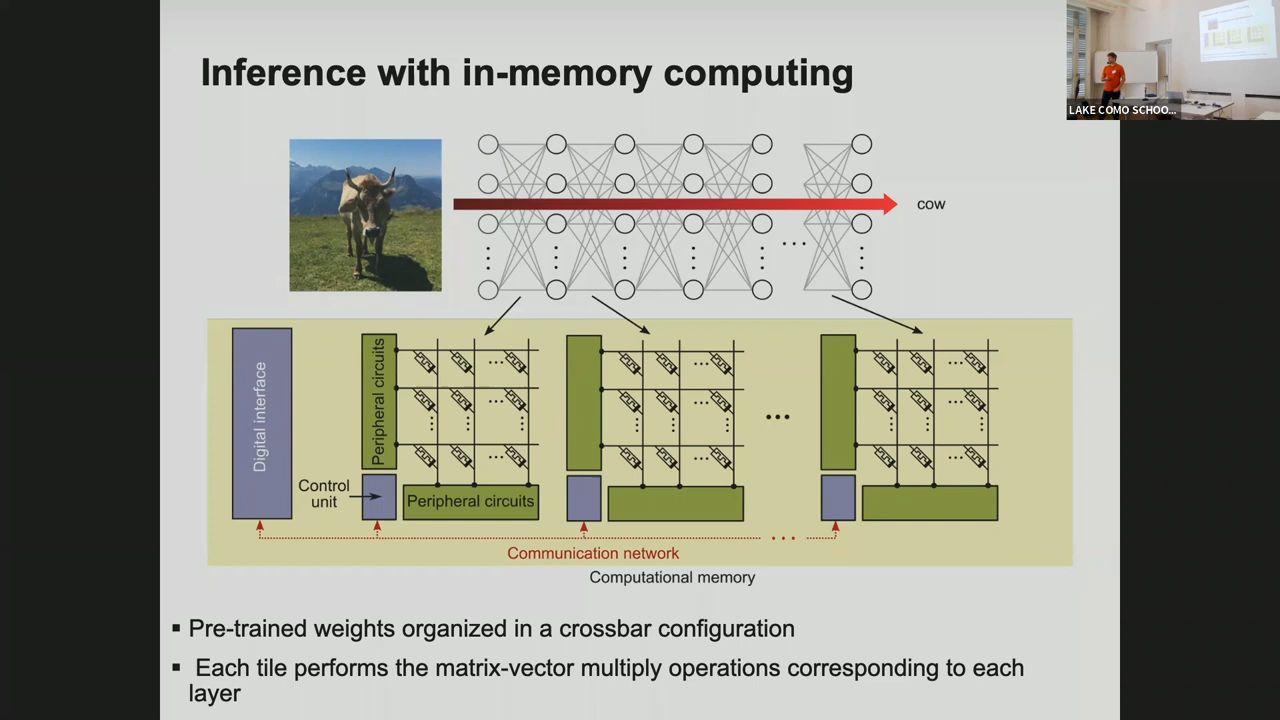 Inference with in-memory computing
LAKE COMO SCHOO...
cow
Digital interface
Peripheral circuits
Control
unit
Peripheral circuits
Communication network
Computational memory
▪ Pre-trained weights organized in a crossbar configuration
▪ Each tile performs the matrix-vector multiply operations corresponding to each
layer